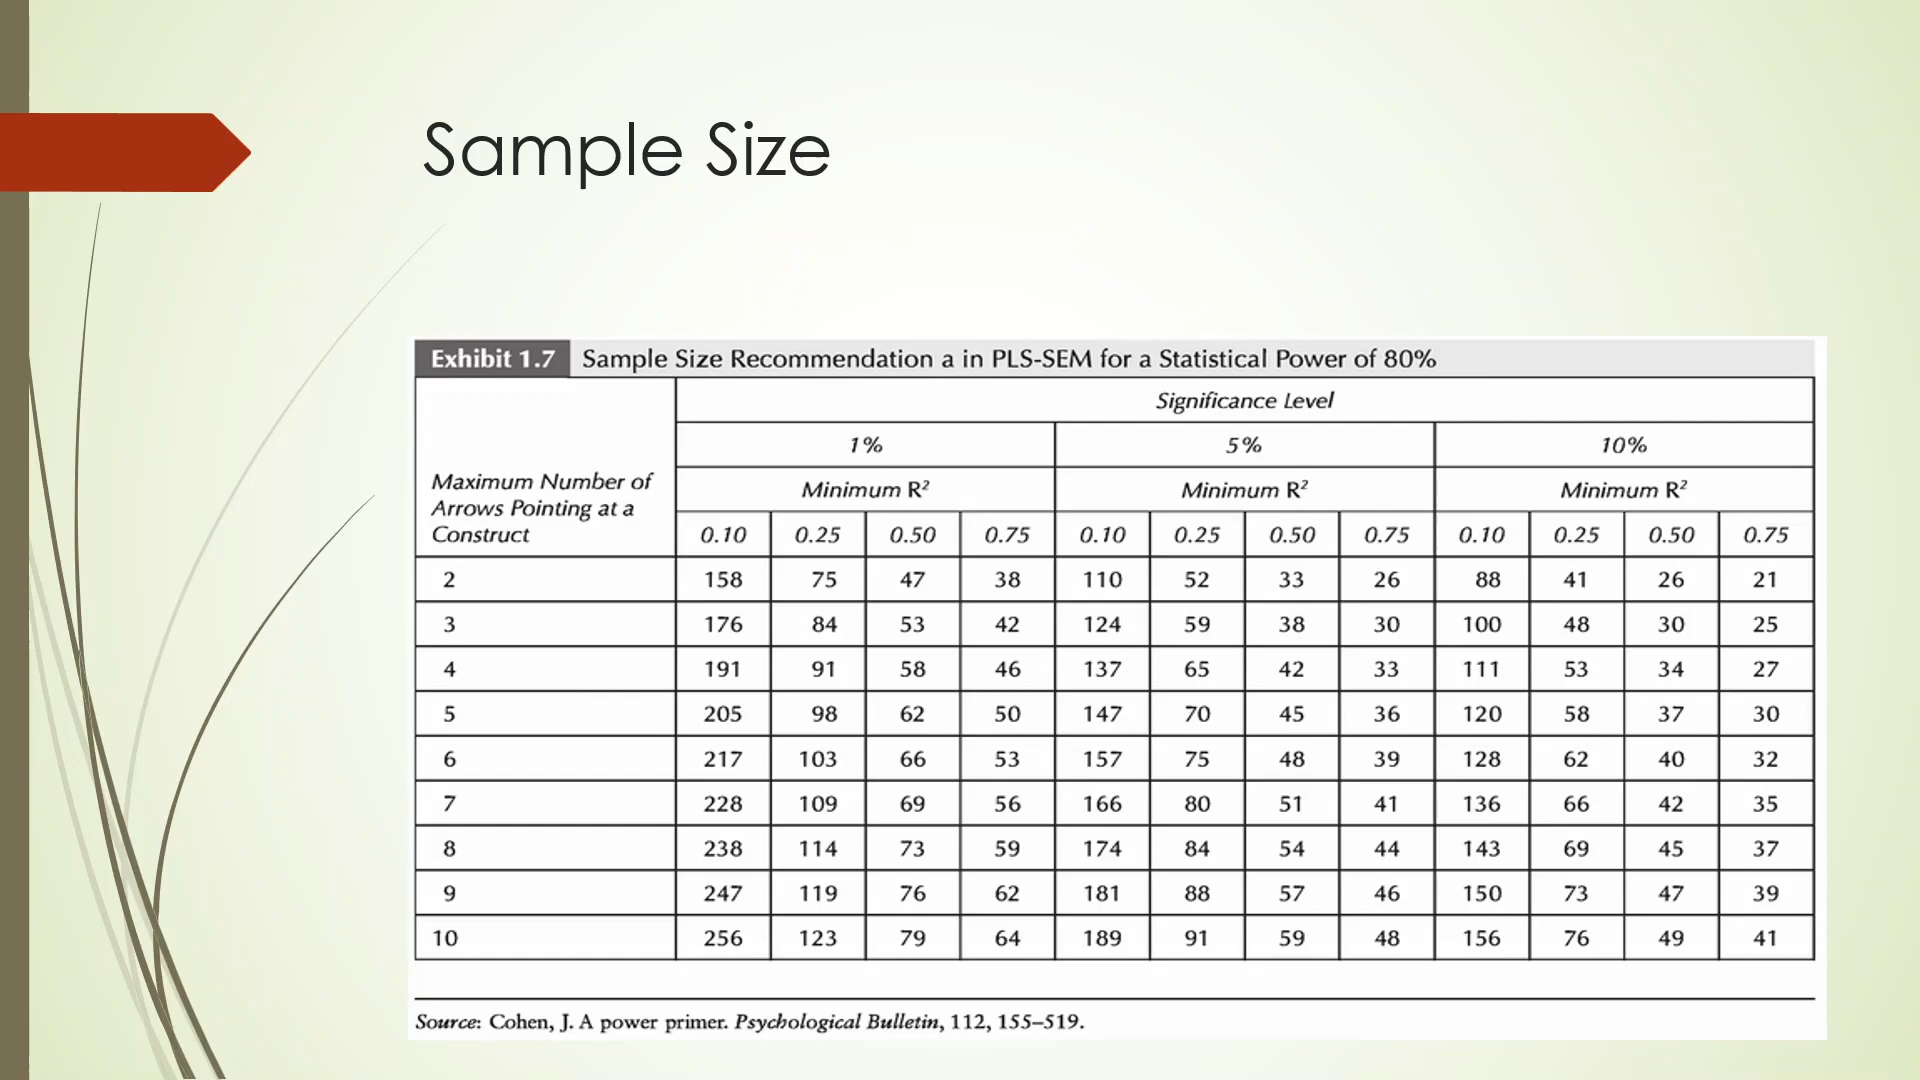 Sample Size
Exhibit 1.7 Sample Size Recommendation a in PLS-SEM for a Statistical Power of 80%
Significance Level
1% 5% 10%
Maximum Number of
Arrows Pointing at a
Construct
Minimum R² Minimum R² Minimum R²
0.10 0.25 0.50 0.75 0.10 0.25 0.50 0.75 0.10 0.25 0.50 0.75
2 158 75 47 38 110 52 33 26 88 41 26 21
3 176 84 53 42 124 59 38 30 100 48 30 25
4 191 91 58 46 137 65 42 33 111 53 34 27
5 205 98 62 50 147 70 45 36 120 58 37 30
6 217 103 66 53 157 75 48 39 128 62 40 32
7 228 109 69 56 166 80 51 41 136 66 42 35
8 238 114 73 59 174 84 54 44 143 69 45 37
9 247 119 76 62 181 88 57 46 150 73 47 39
10 256 123 79 64 189 91 59 48 156 76 49 41
Source: Cohen, J. A power primer. Psychological Bulletin, 112, 155–519.